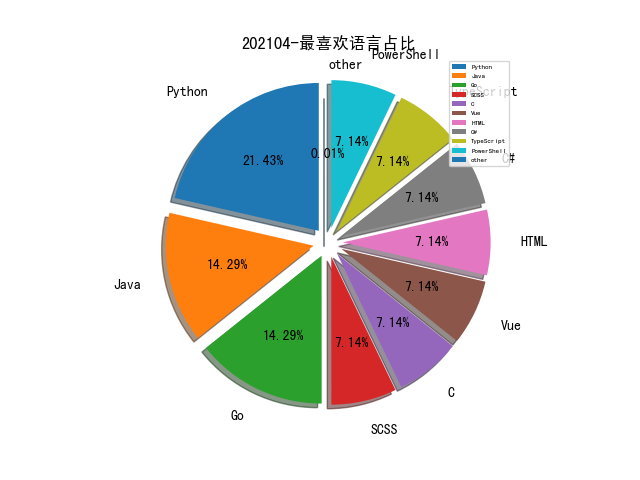 202104-最喜欢语言占比
PowerShell
other
Python
Java
Go
SCSS
C
Vue
HTML
C#
TypeScript
21.43%
14.29%
14.29%
7.14%
7.14%
7.14%
7.14%
7.14%
7.14%
7.14%
0.01%
Python
Java
Go
SCSS
C
Vue
HTML
C#
TypeScript
PowerShell
other